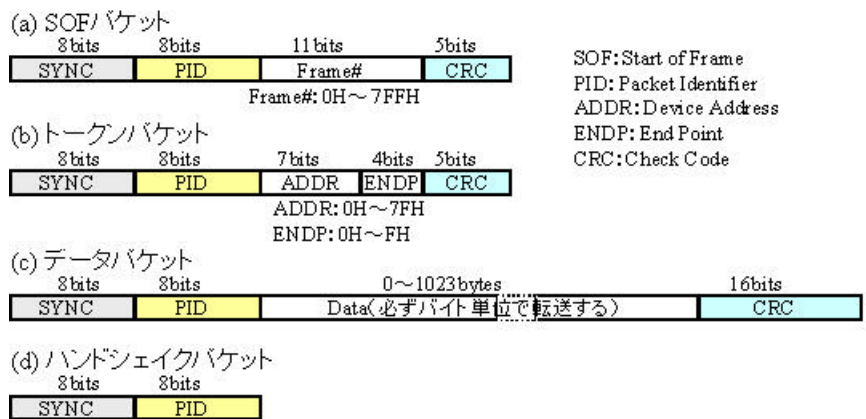 (a) SOFパケット
8bits 8bits 11bits 5bits
SYNC PID Frame# CRC
Frame#:0H～7FFH
SOF:Start of Frame
PID:Packet Identifier
ADDR:Device Address
ENDP:End Point
CRC:Check Code
(b)トークンパケット
8bits 8bits 7bits 4bits 5bits
SYNC PID ADDR ENDP CRC
ADDR:0H～7FH
ENDP:0H～FH
(c)データパケット
8bits 8bits 0～1023bytes 16bits
SYNC PID Data(必ずバイト単位で転送する) CRC
(d)ハンドシェイクパケット
8bits 8bits
SYNC PID